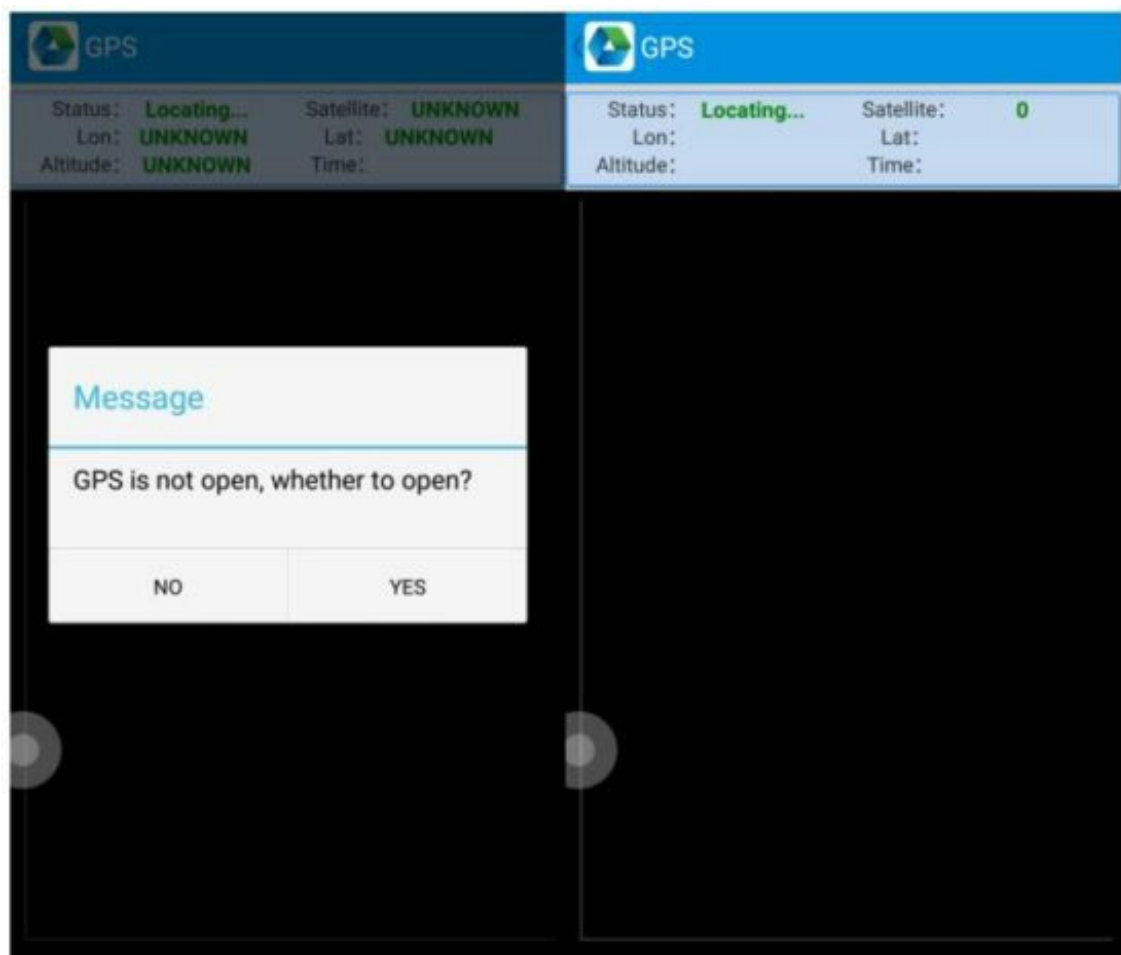 GPS
Status: Locating... Satellite: UNKNOWN
Lon: UNKNOWN Lat: UNKNOWN
Altitude: UNKNOWN Time:
Message
GPS is not open, whether to open?
NO YES
GPS
Status: Locating... Satellite: 0
Lon: Lat:
Altitude: Time: